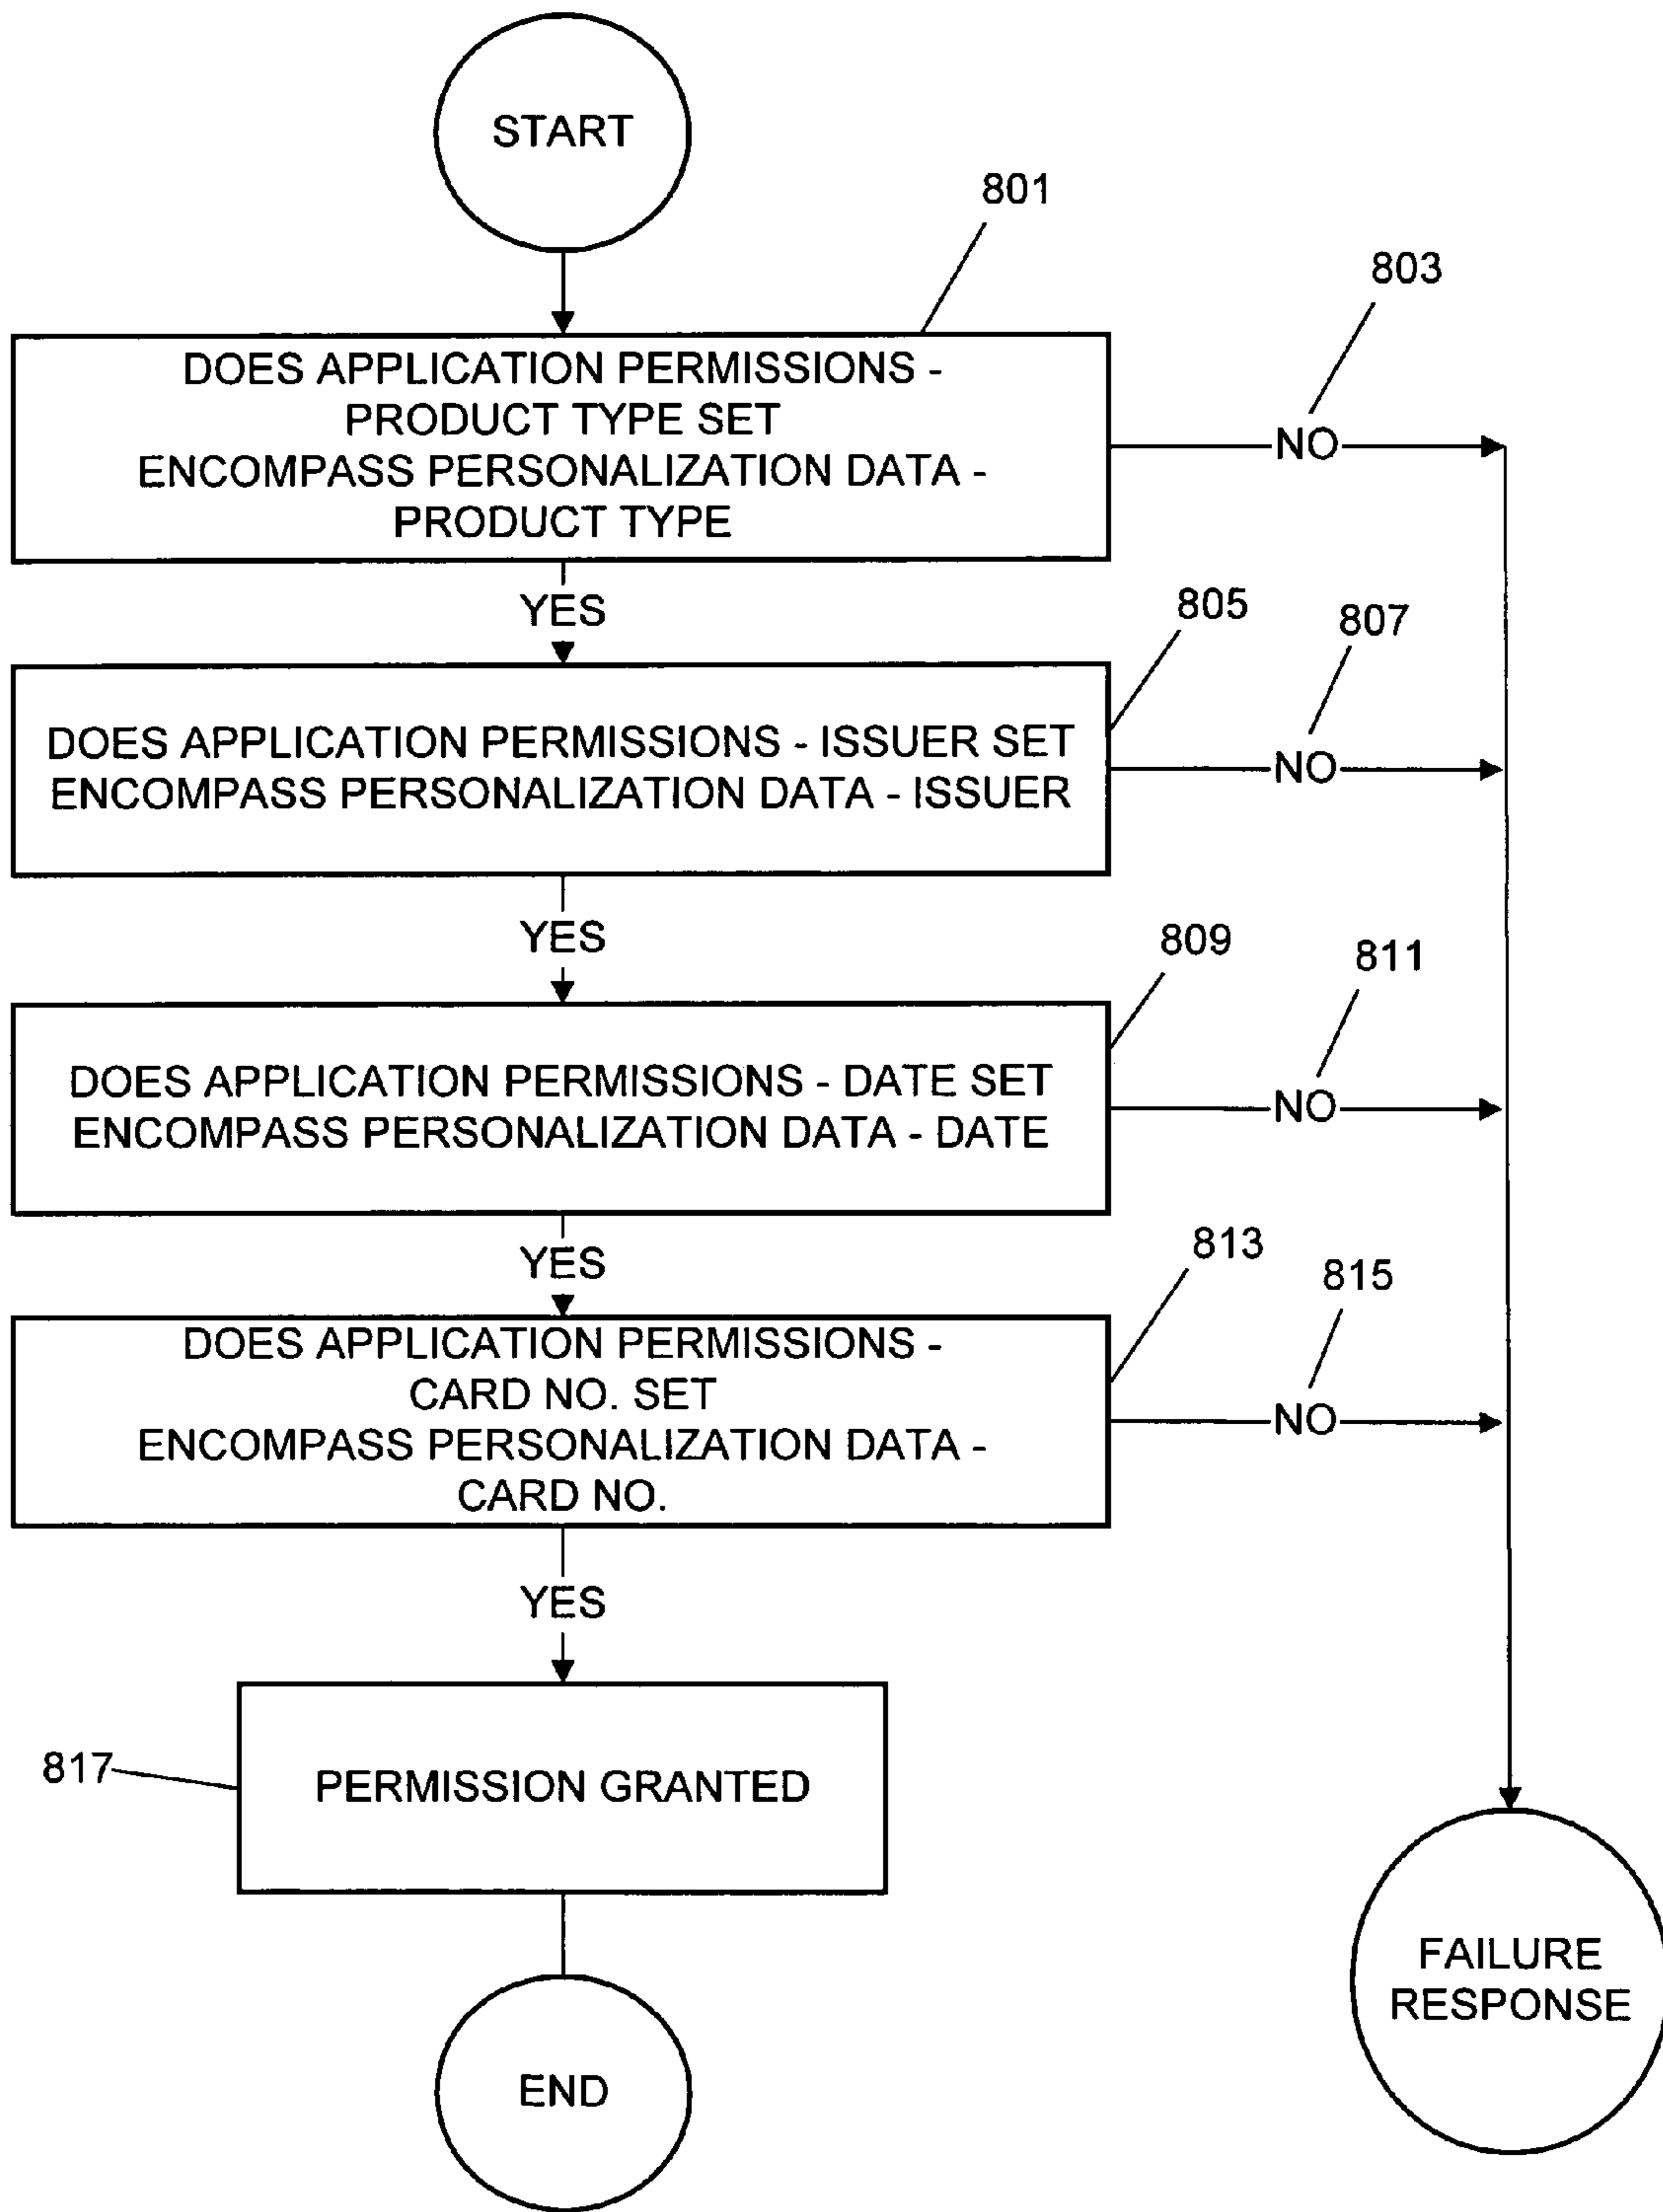 START
801
803
DOES APPLICATION PERMISSIONS -
PRODUCT TYPE SET
ENCOMPASS PERSONALIZATION DATA -
PRODUCT TYPE
NO
YES
805
807
DOES APPLICATION PERMISSIONS - ISSUER SET
ENCOMPASS PERSONALIZATION DATA - ISSUER
NO
YES
809
811
DOES APPLICATION PERMISSIONS - DATE SET
ENCOMPASS PERSONALIZATION DATA - DATE
NO
YES
813
815
DOES APPLICATION PERMISSIONS -
CARD NO. SET
ENCOMPASS PERSONALIZATION DATA -
CARD NO.
NO
YES
817
PERMISSION GRANTED
END
FAILURE
RESPONSE